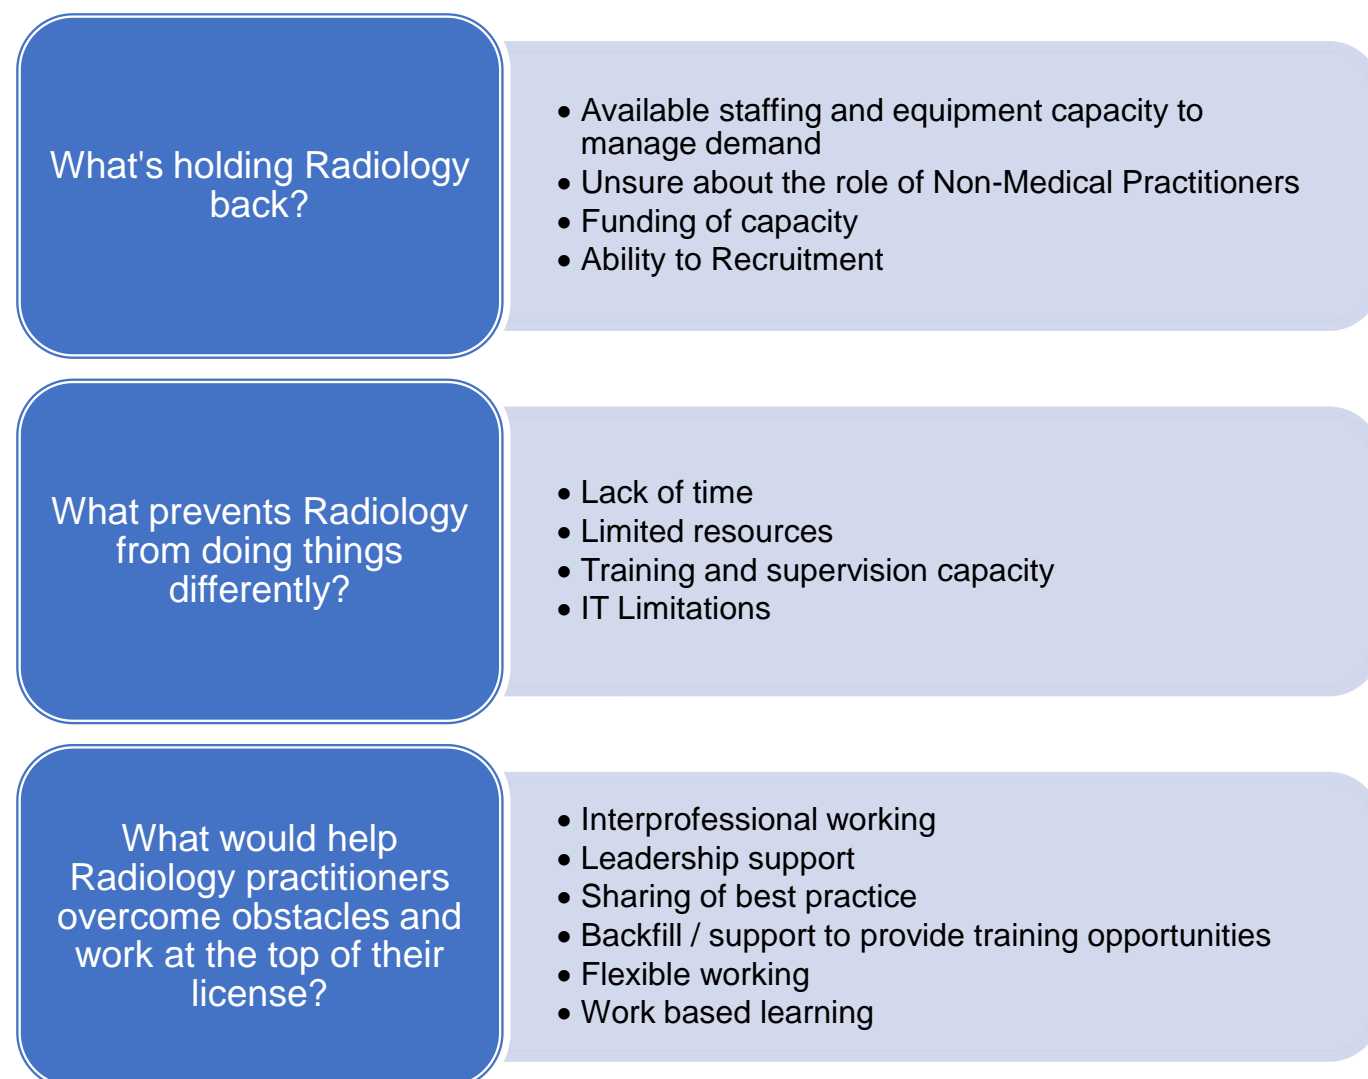 What's holding Radiology
back?
• Available staffing and equipment capacity to
manage demand
• Unsure about the role of Non-Medical Practitioners
• Funding of capacity
• Ability to Recruitment
What prevents Radiology
from doing things
differently?
• Lack of time
• Limited resources
• Training and supervision capacity
• IT Limitations
What would help
Radiology practitioners
overcome obstacles and
work at the top of their
license?
• Interprofessional working
• Leadership support
• Sharing of best practice
• Backfill / support to provide training opportunities
• Flexible working
• Work based learning